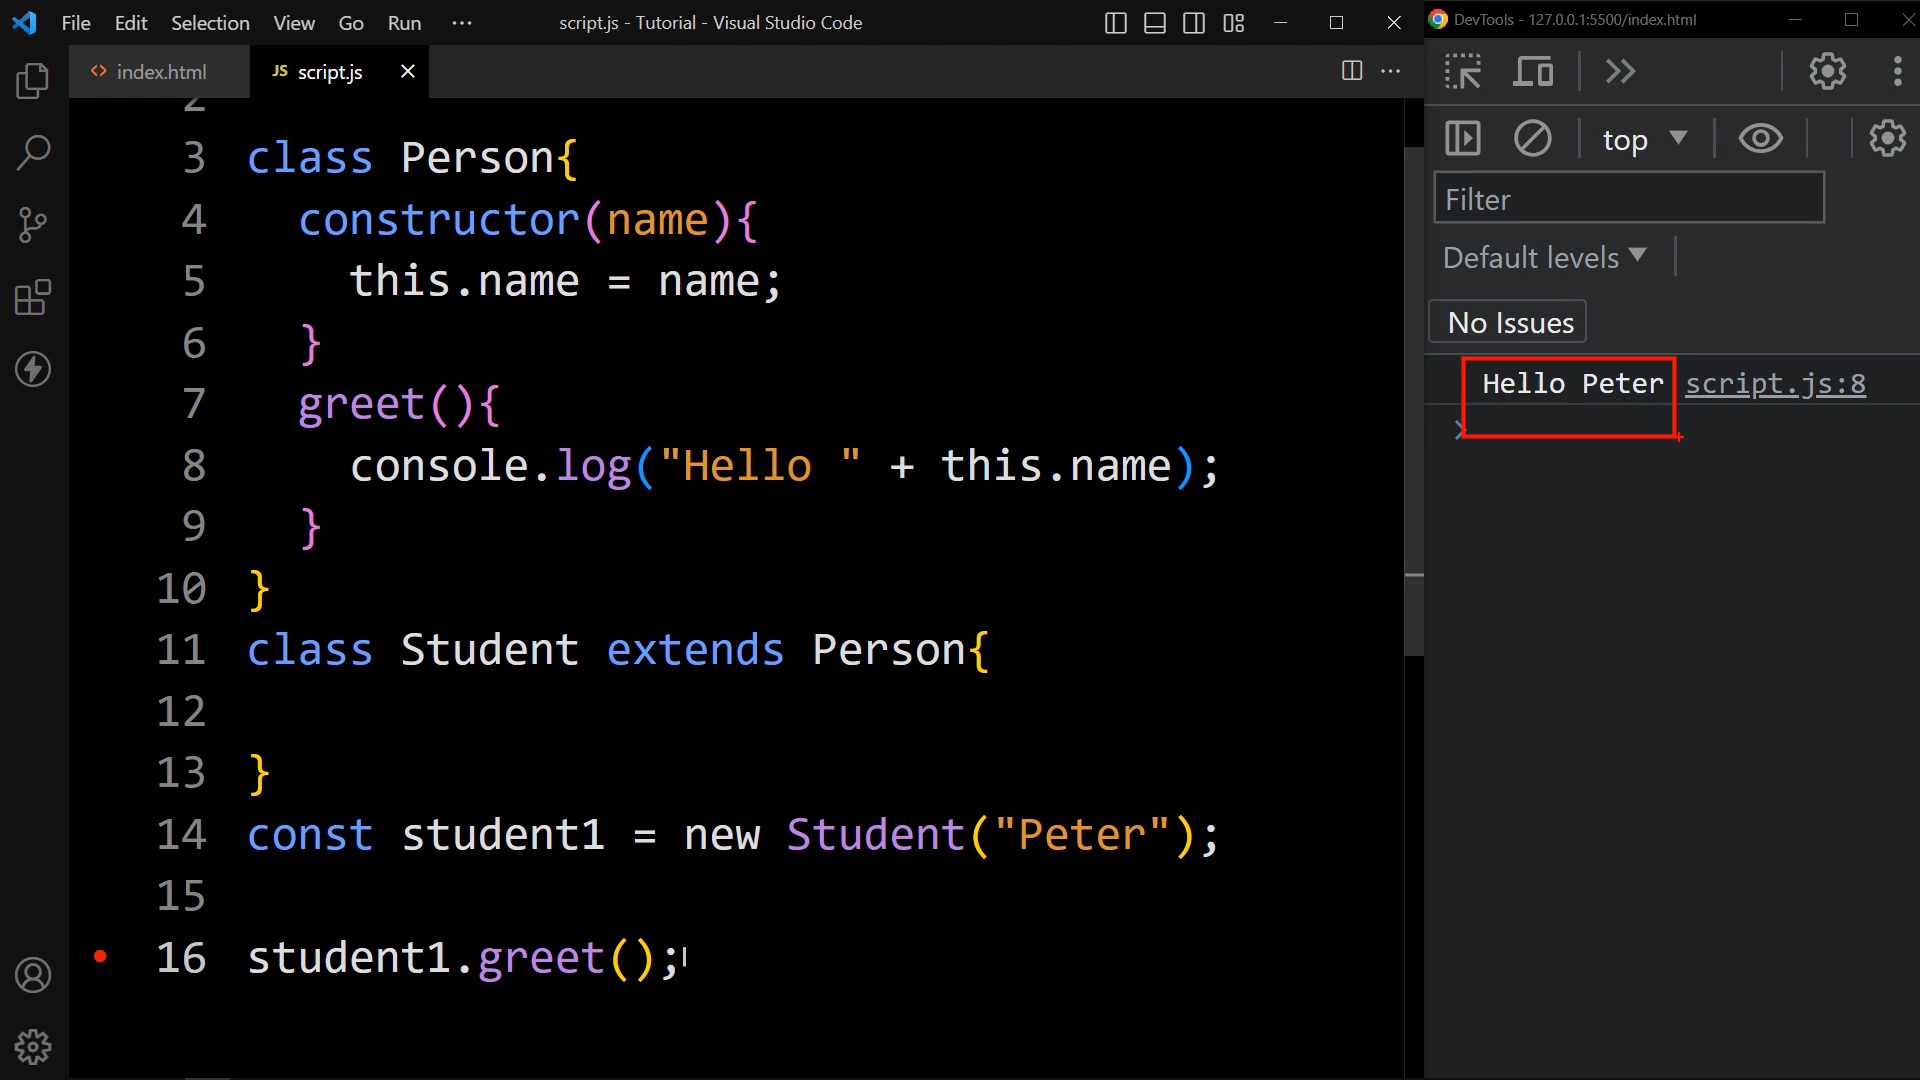 File Edit Selection View Go Run ··· script.js - Tutorial - Visual Studio Code
DevTools - 127.0.0.1:5500/index.html
<> index.html JS script.js
top
Filter
Default levels
No Issues
Hello Peter script.js:8
2
3 class Person{
4 constructor(name){
5 this.name = name;
6 }
7 greet(){
8 console.log("Hello " + this.name);
9 }
10 }
11 class Student extends Person{
12
13 }
14 const student1 = new Student("Peter");
15
16 student1.greet();